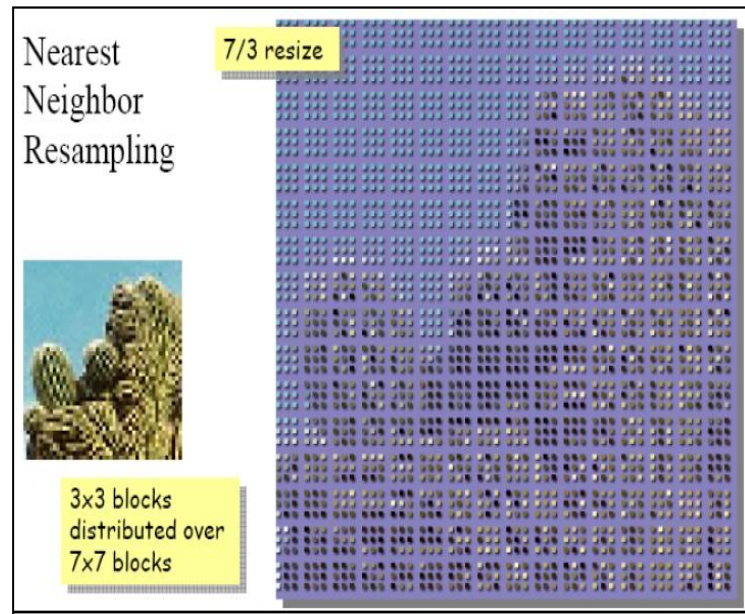 Nearest
Neighbor
Resampling
7/3 resize
3x3 blocks
distributed over
7x7 blocks